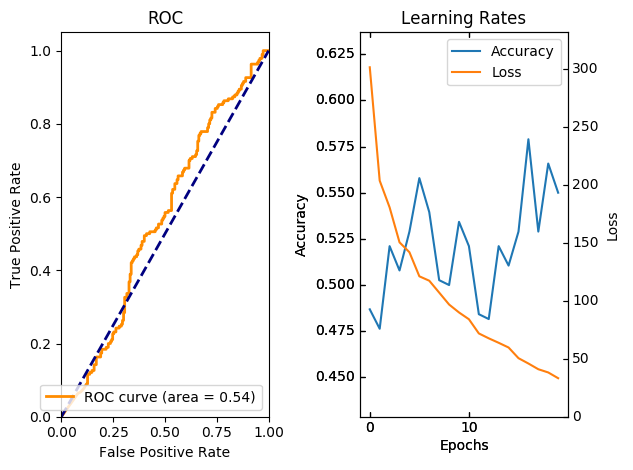 ROC
Learning Rates
1.0
0.8
0.6
0.4
0.2
0.0
True Positive Rate
ROC curve (area = 0.54)
0.00
0.25
0.50
0.75
1.00
False Positive Rate
0.625
0.600
0.575
0.550
0.525
0.500
0.475
0.450
Accuracy
Accuracy
Loss
300
250
200
150
100
50
0
Loss
0
10
Epochs